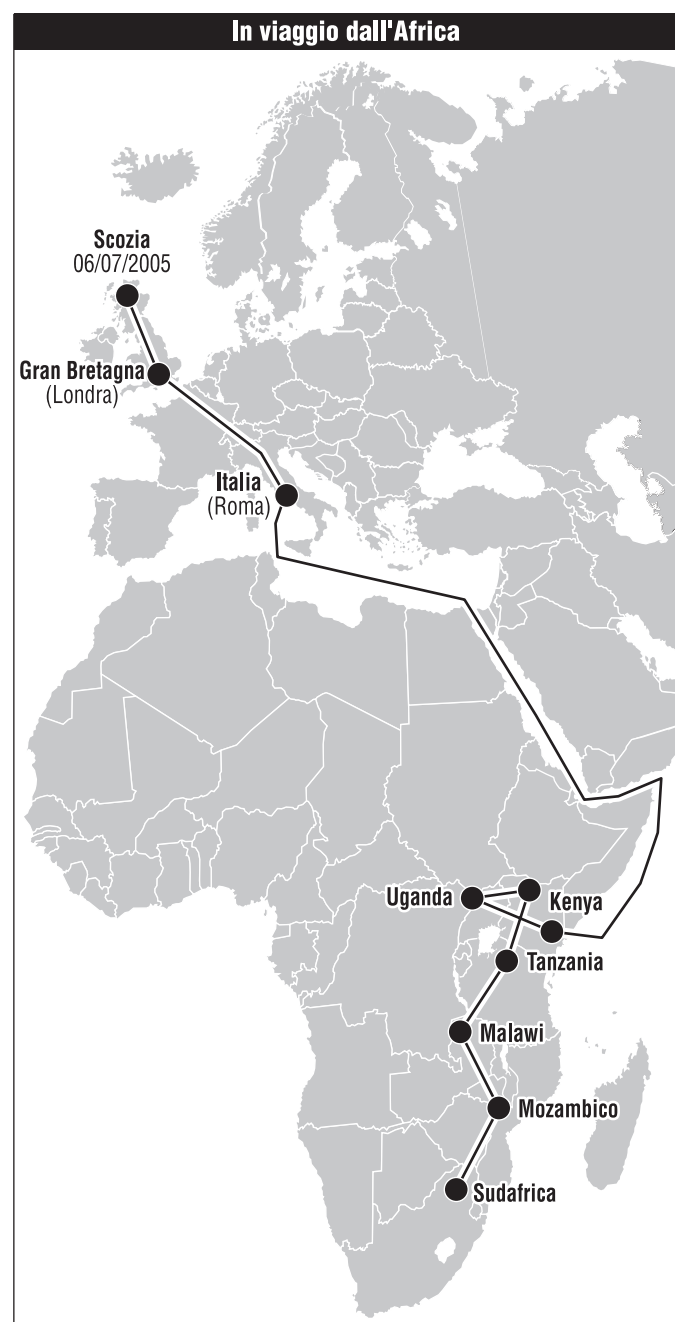 In viaggio dall'Africa
Scozia
06/07/2005
Gran Bretagna
(Londra)
Italia
(Roma)
Uganda
Kenya
Tanzania
Malawi
Mozambico
Sudafrica